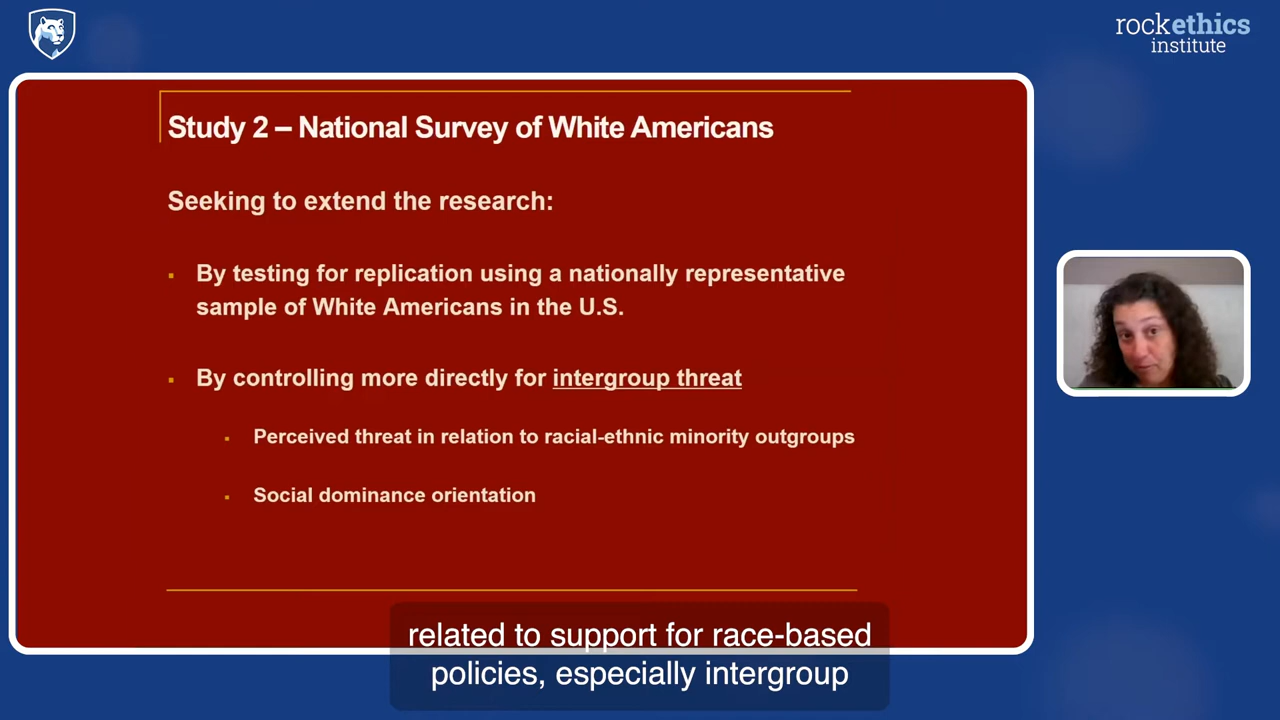 rockethics
institute
Study 2 – National Survey of White Americans
Seeking to extend the research:
▪ By testing for replication using a nationally representative
sample of White Americans in the U.S.
▪ By controlling more directly for intergroup threat
▪ Perceived threat in relation to racial-ethnic minority outgroups
▪ Social dominance orientation
related to support for race-based
policies, especially intergroup